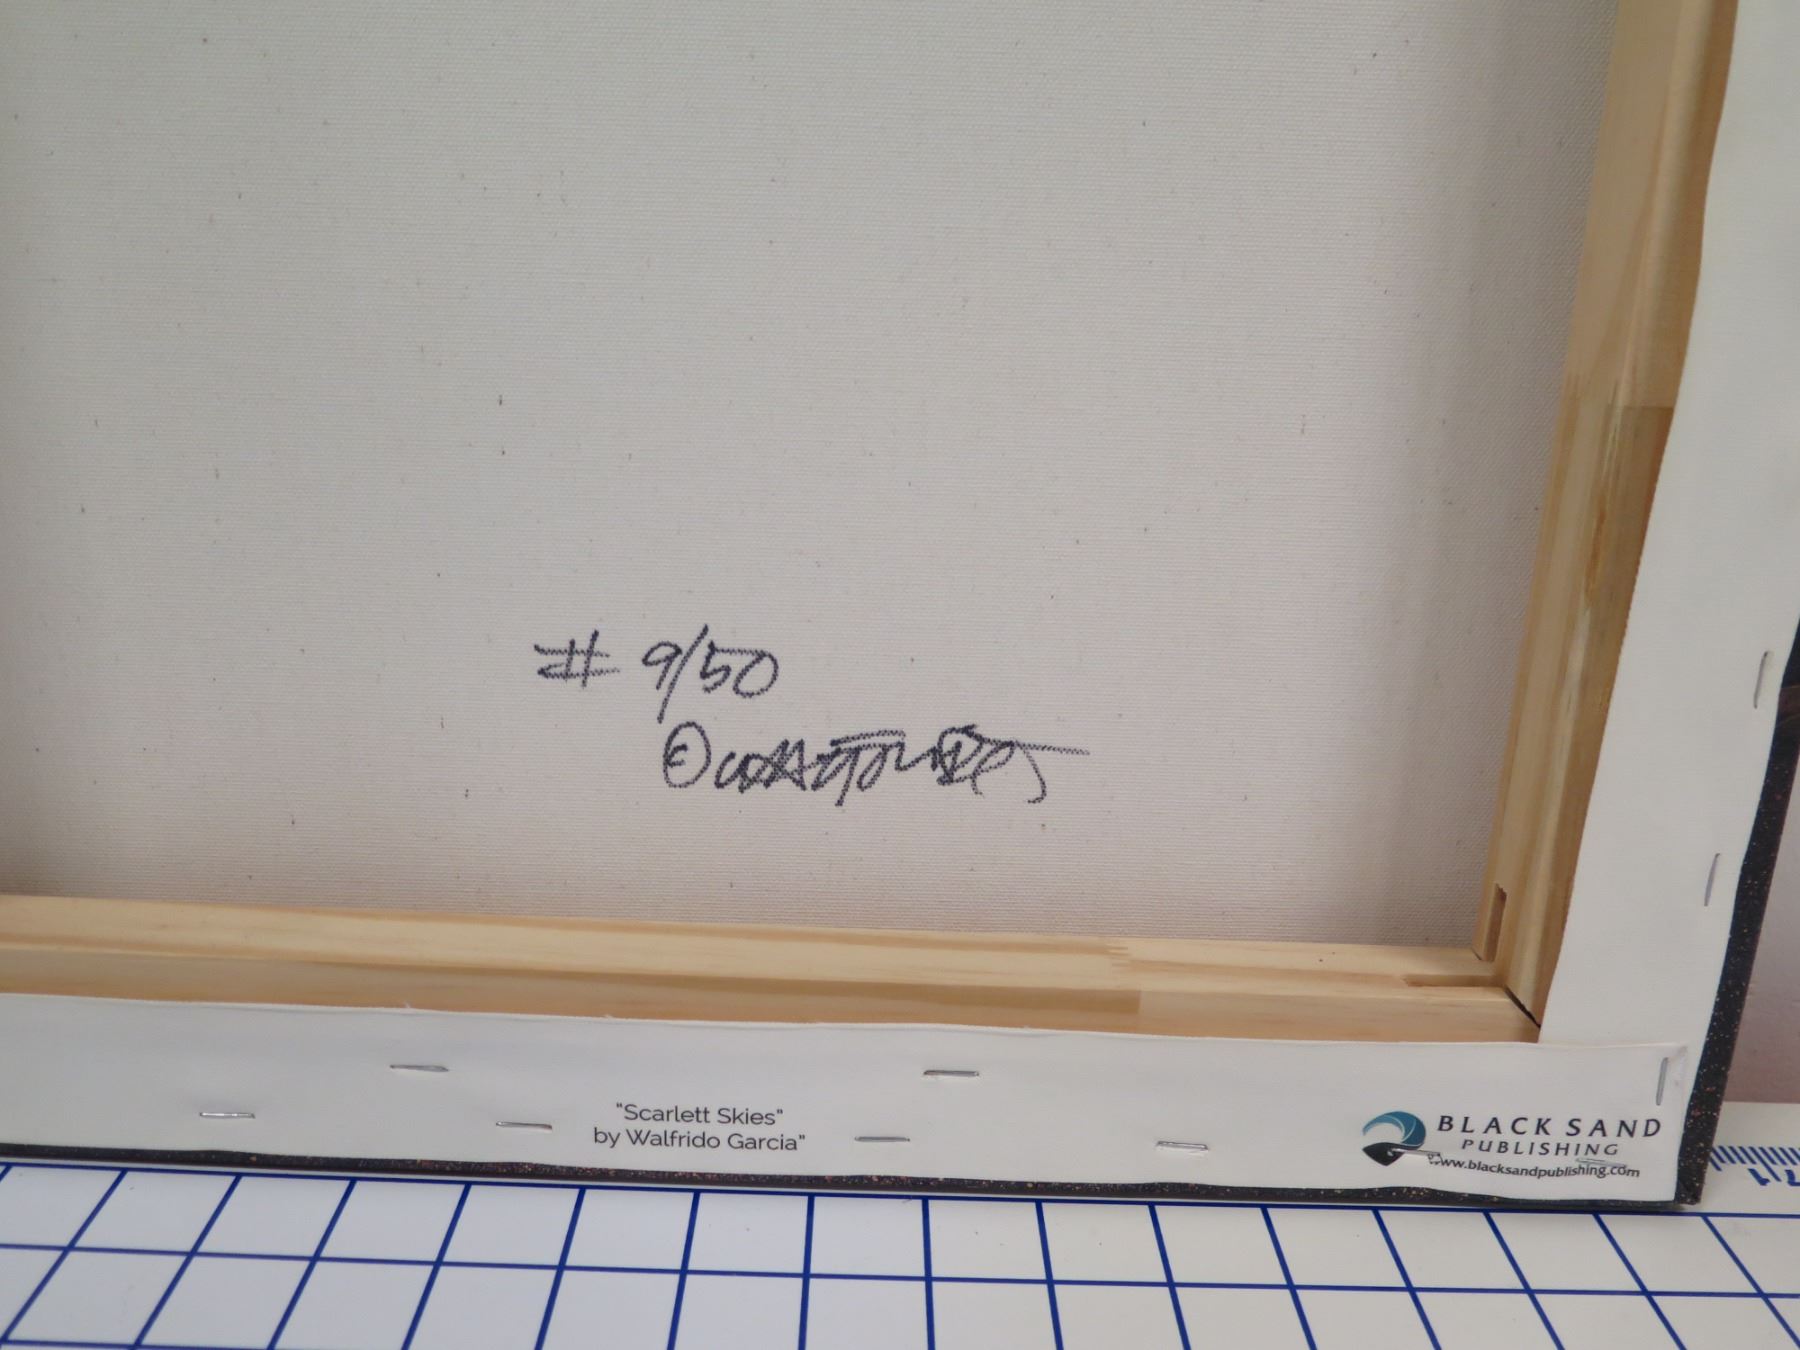 # 9/50
©
"Scarlett Skies"
by Walfrido Garcia"
BLACK SAND
PUBLISHING
www.blacksandpublishing.com